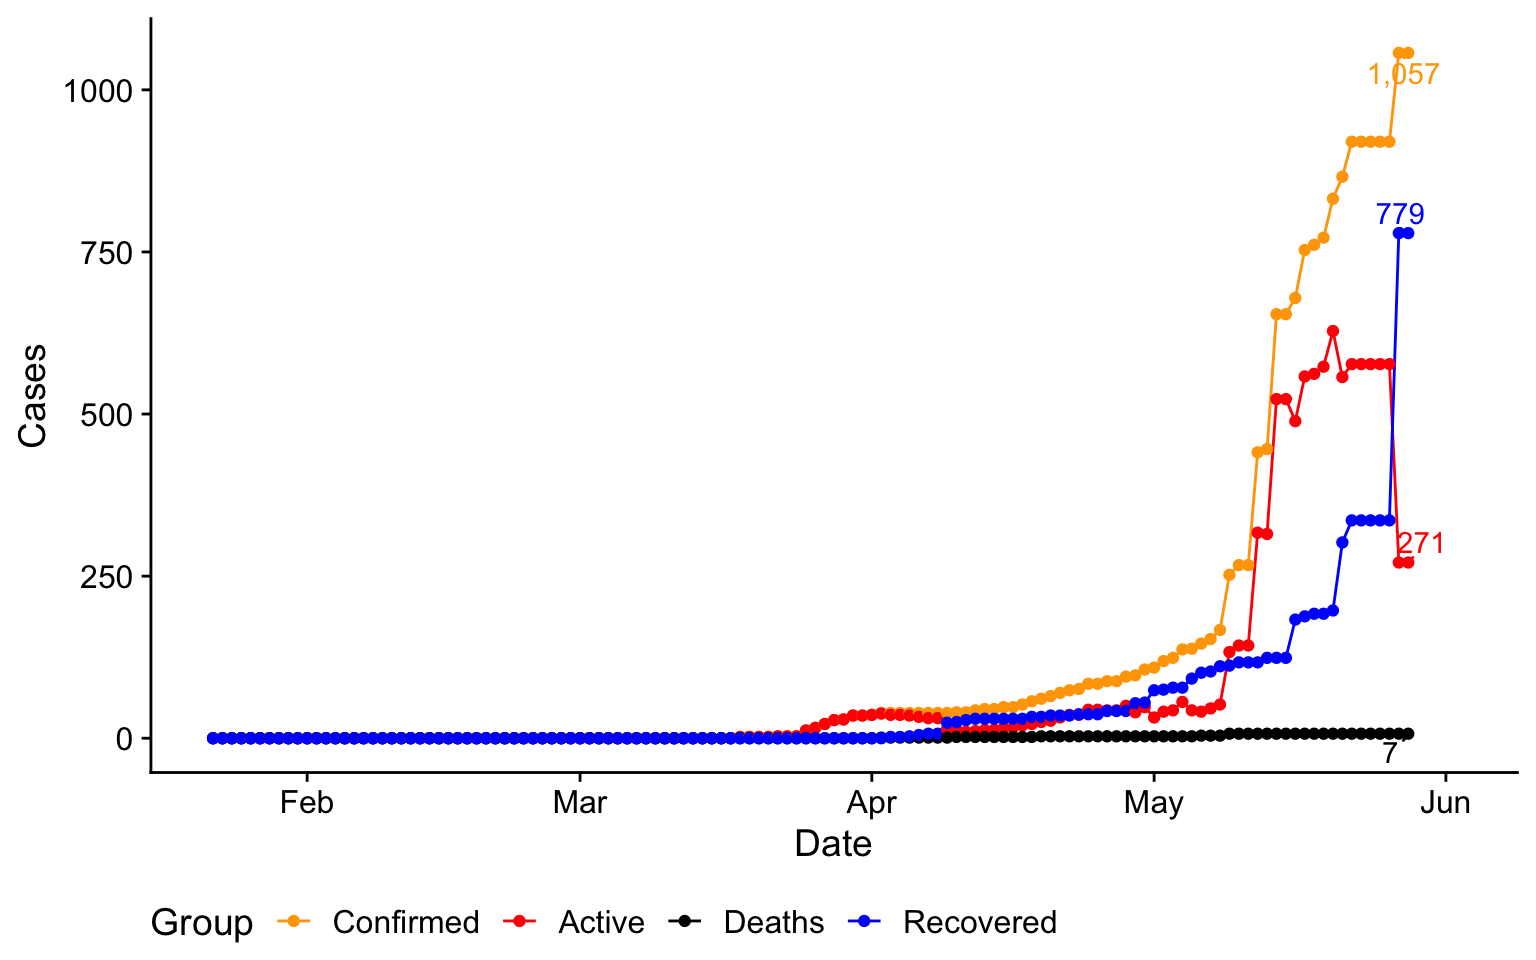 1000
750
500
250
0
Cases
1,057
779
271
7
Feb Mar Apr May Jun
Date
Group Confirmed Active Deaths Recovered